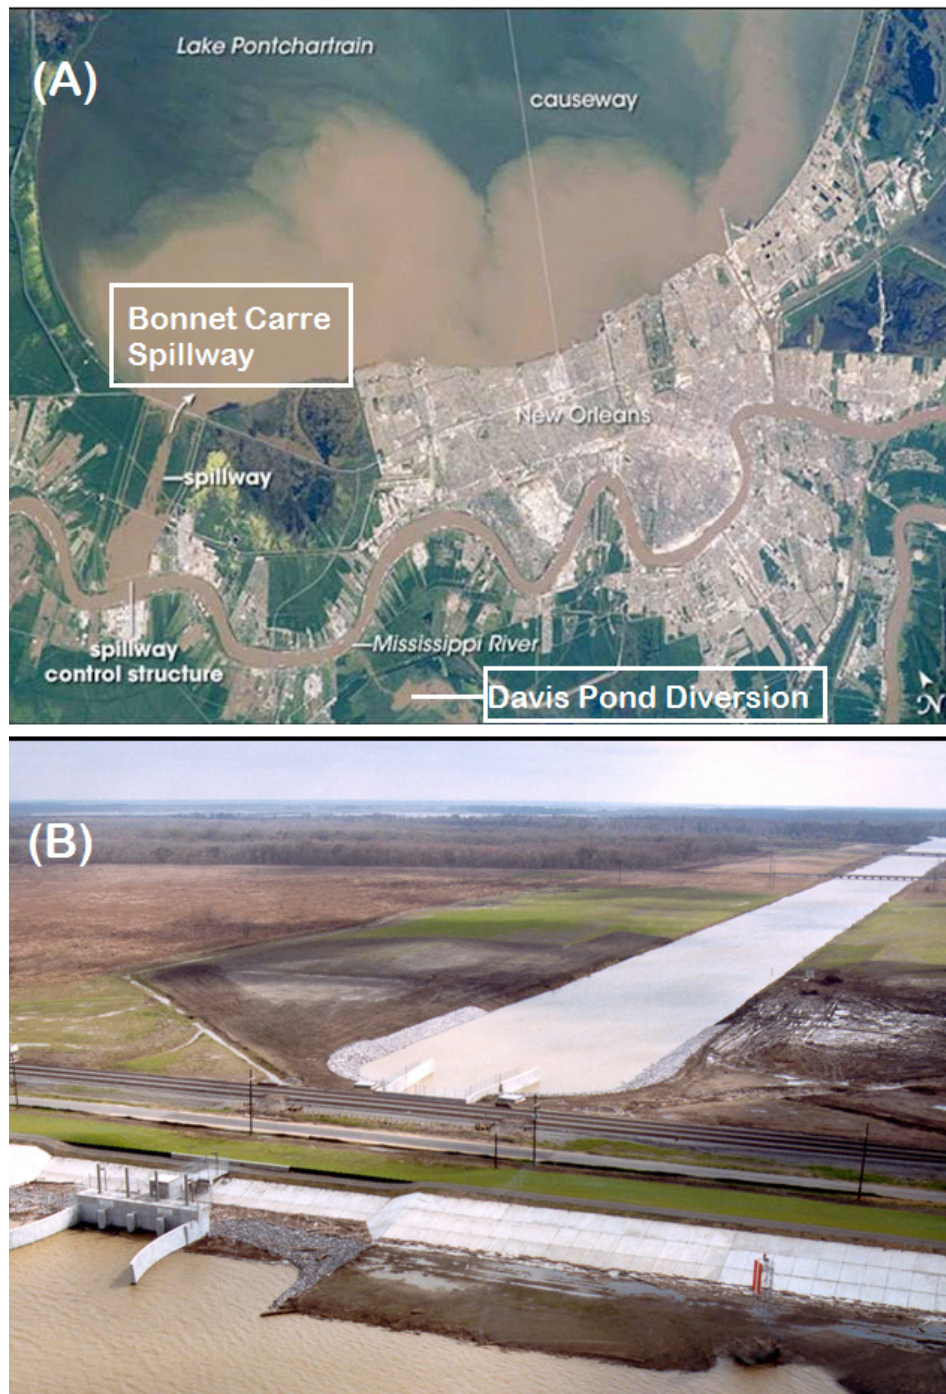 Lake Pontchartrain
(A)
causeway
Bonnet Carre
Spillway
New Orleans
spillway
spillway
control structure
Mississippi River
Davis Pond Diversion
N
(B)